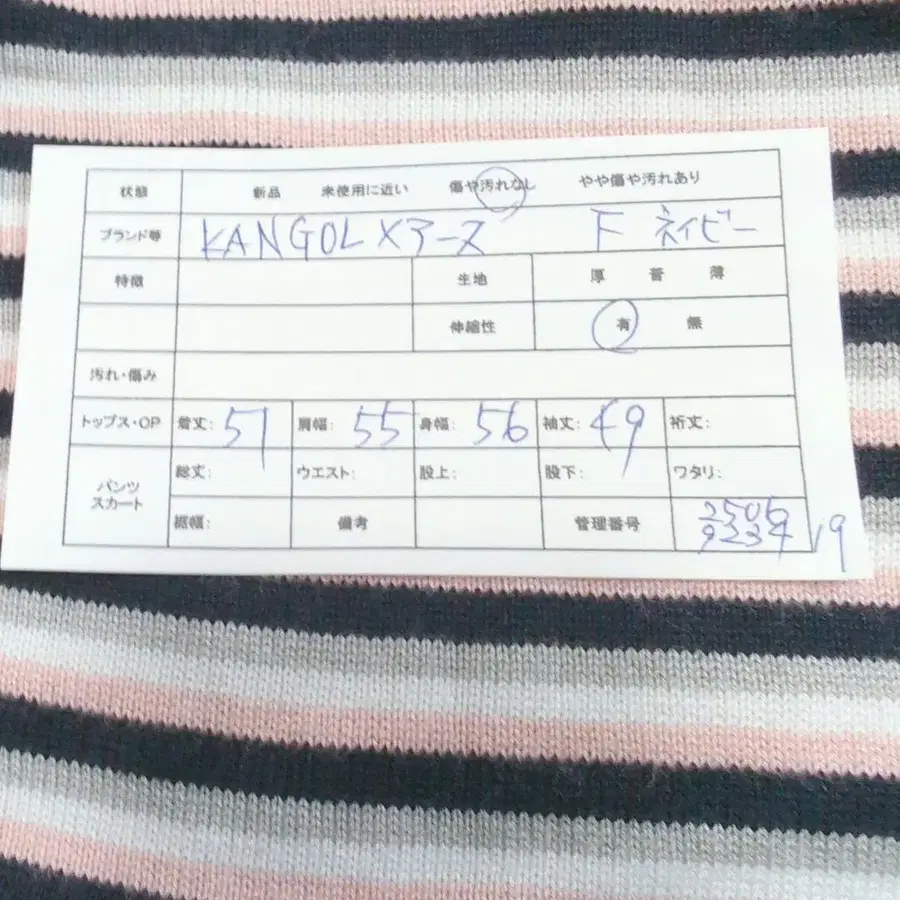 状態 新品 未使用に近い 傷や汚れなし やや傷や汚れあり
ブランド等 KANGOL×アース F ネイビー
特徴 生地 厚 普 薄
伸縮性 有 無
汚れ・傷み
トップス・OP 着丈: 57 肩幅: 55 身幅: 56 袖丈: 49 裄丈:
パンツ スカート 総丈: ウエスト: 股上: 股下: ワタリ:
裾幅: 備考 管理番号 2506
19